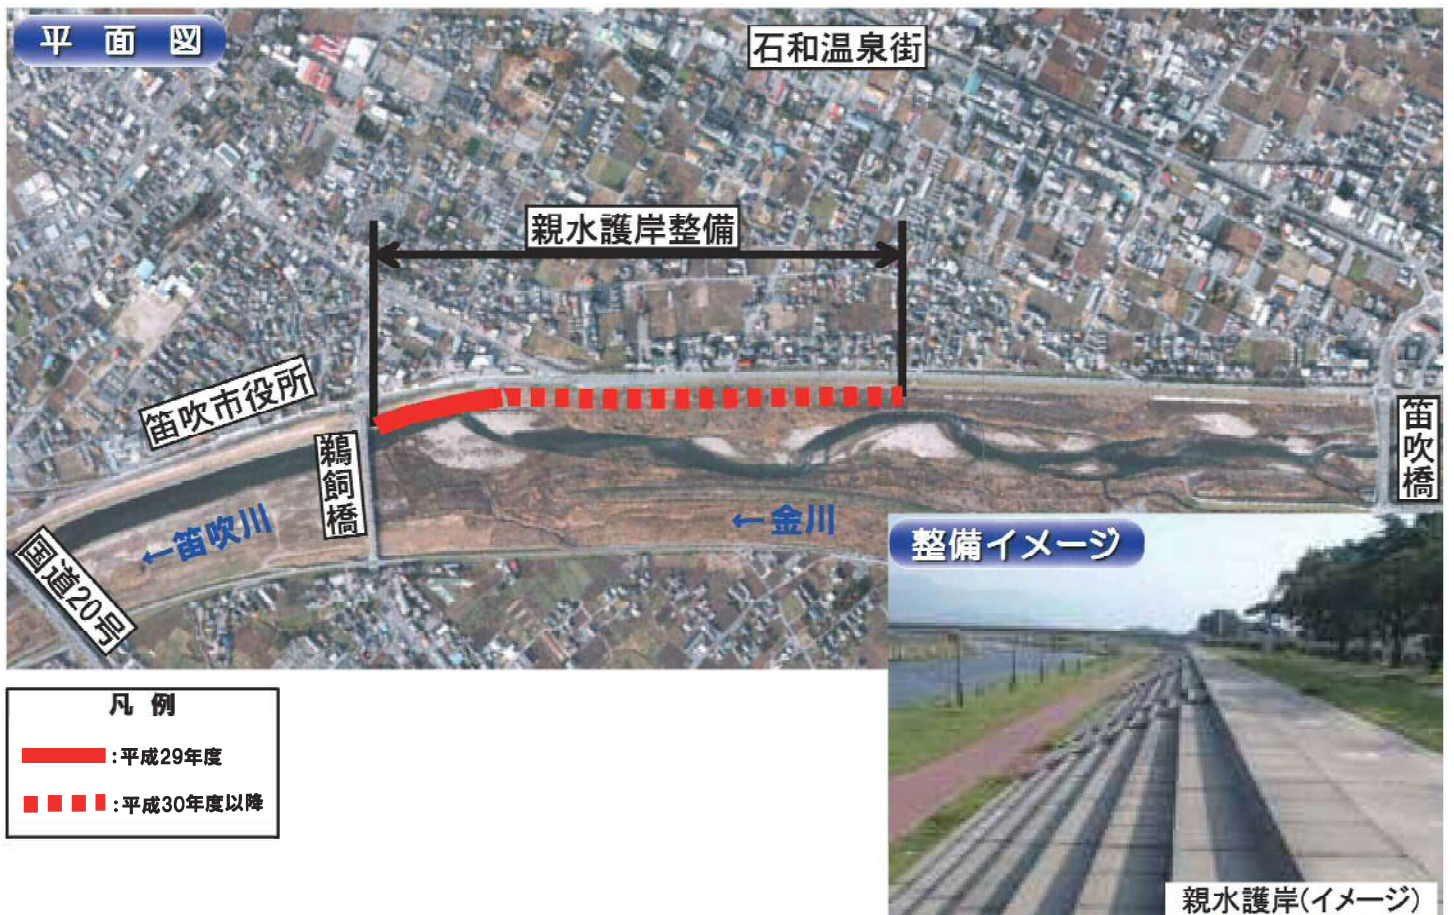 平面図
石和温泉街
親水護岸整備
笛吹市役所
鵜飼橋
笛吹橋
←笛吹川
←金川
国道20号
整備イメージ
親水護岸(イメージ)
凡例
:平成29年度
:平成30年度以降